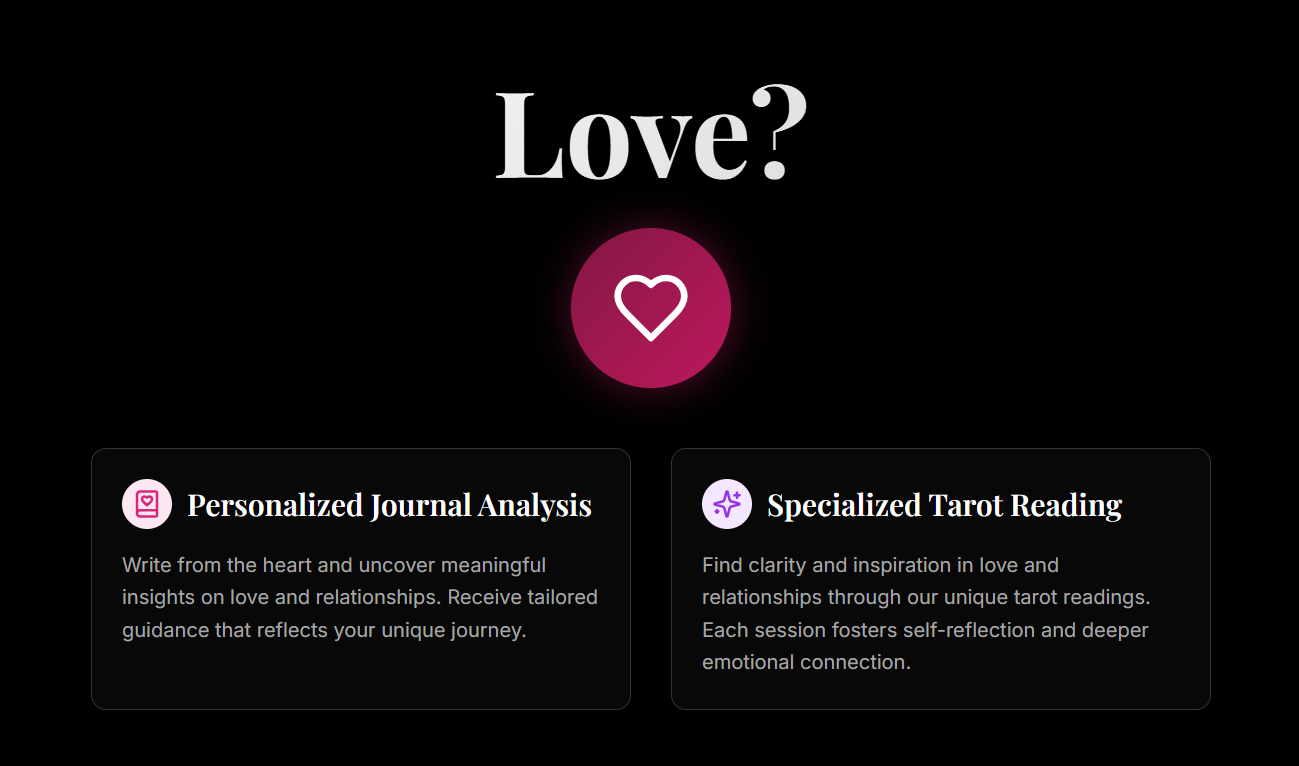 Love?
Personalized Journal Analysis
Write from the heart and uncover meaningful
insights on love and relationships. Receive tailored
guidance that reflects your unique journey.
Specialized Tarot Reading
Find clarity and inspiration in love and
relationships through our unique tarot readings.
Each session fosters self-reflection and deeper
emotional connection.